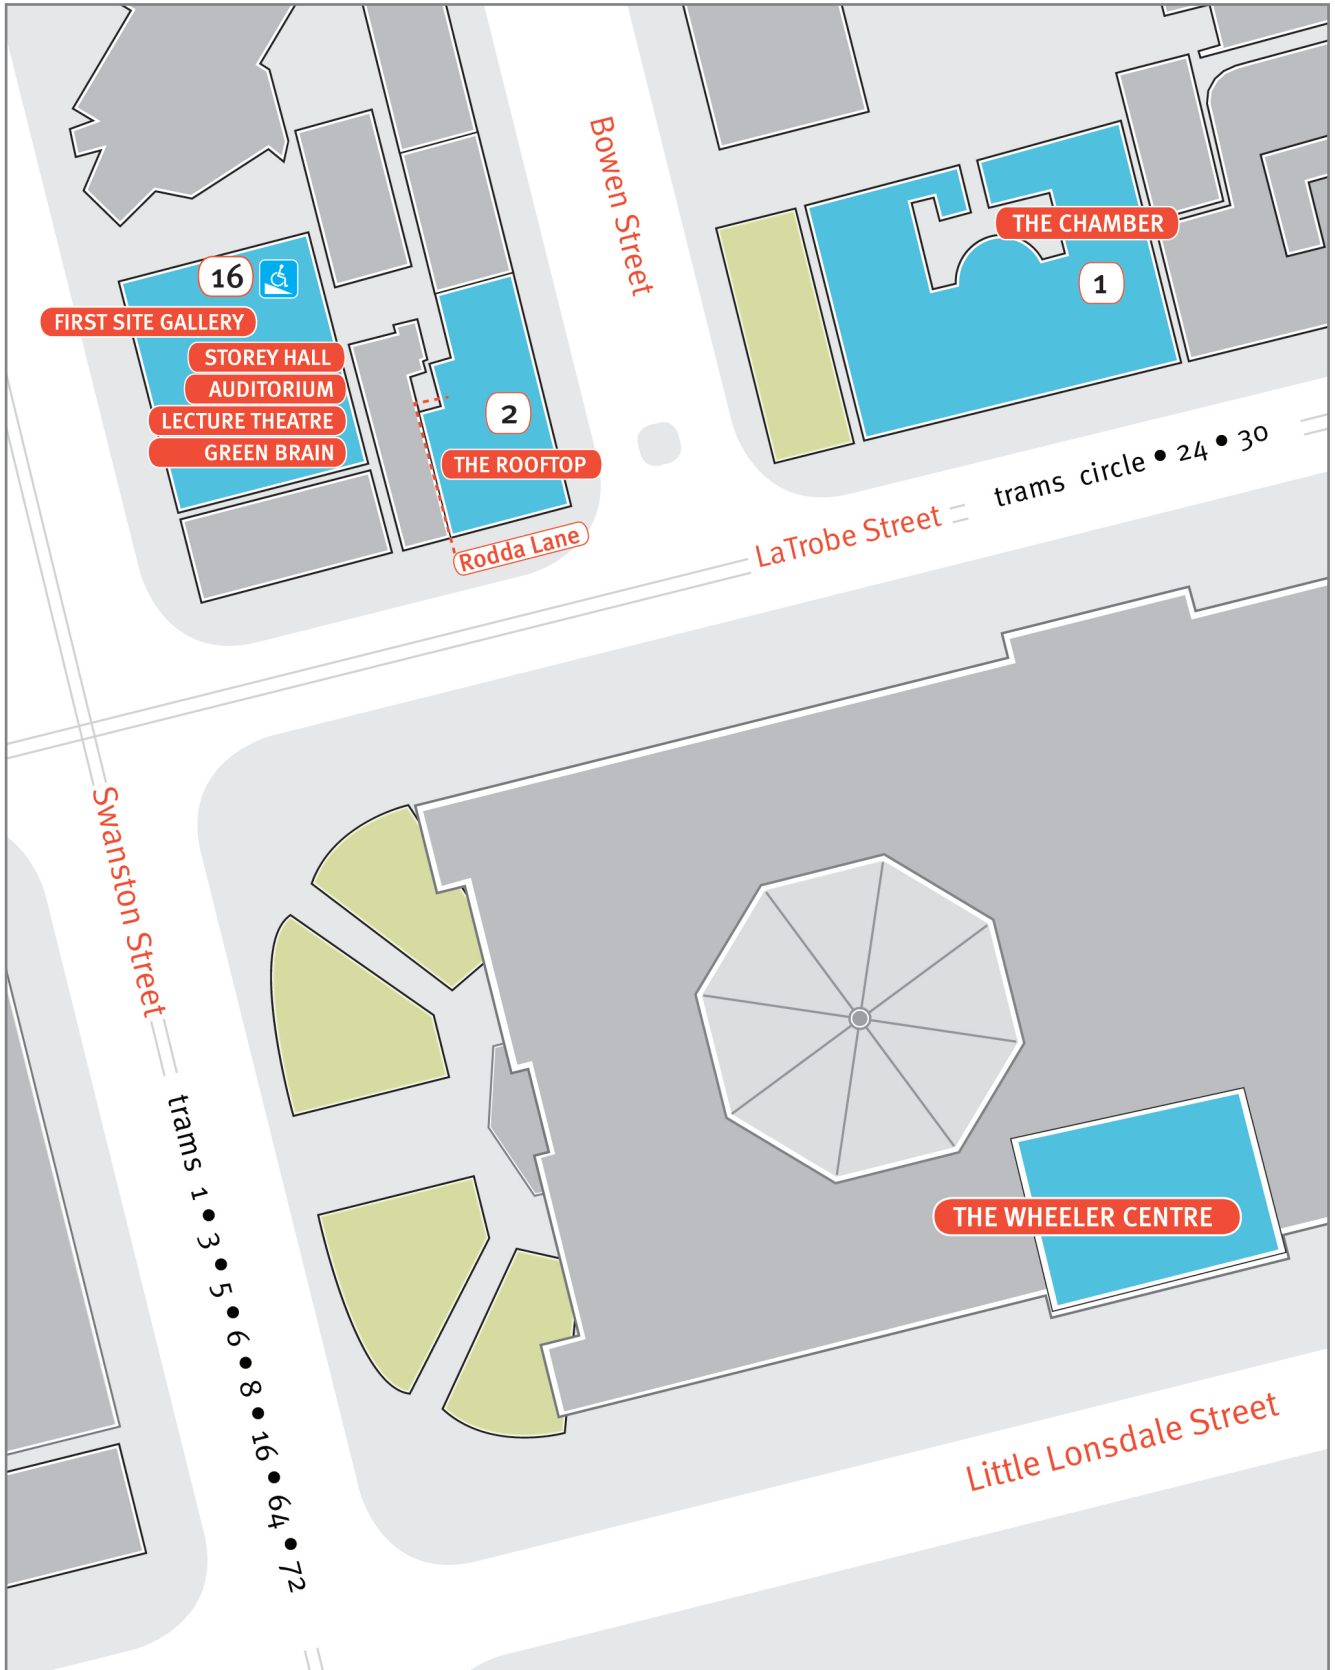 Bowen Street
THE CHAMBER
1
16
FIRST SITE GALLERY
STOREY HALL
AUDITORIUM
LECTURE THEATRE
GREEN BRAIN
2
THE ROOFTOP
Rodda Lane
LaTrobe Street
trams circle • 24 • 30
Swanston Street
trams 1 • 3 • 5 • 6 • 8 • 16 • 64 • 72
THE WHEELER CENTRE
Little Lonsdale Street